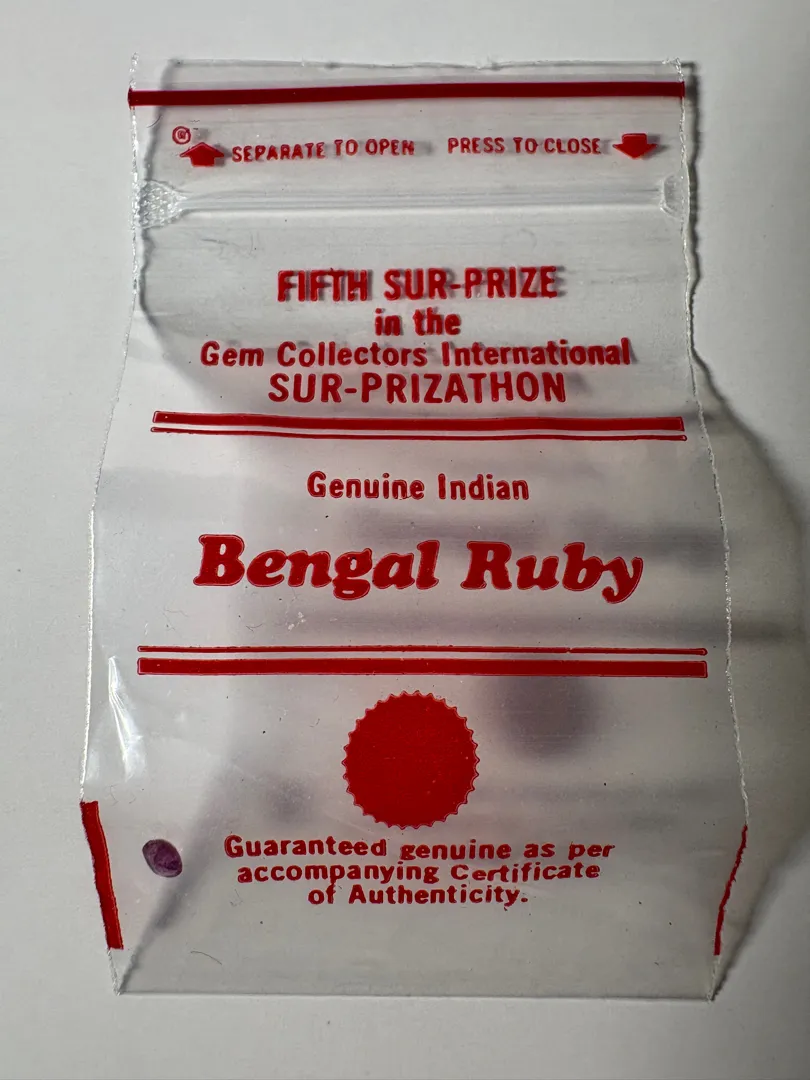 SEPARATE TO OPEN PRESS TO CLOSE
FIFTH SUR-PRIZE
in the
Gem Collectors International
SUR-PRIZATHON
Genuine Indian
Bengal Ruby
Guaranteed genuine as per
accompanying Certificate
of Authenticity.